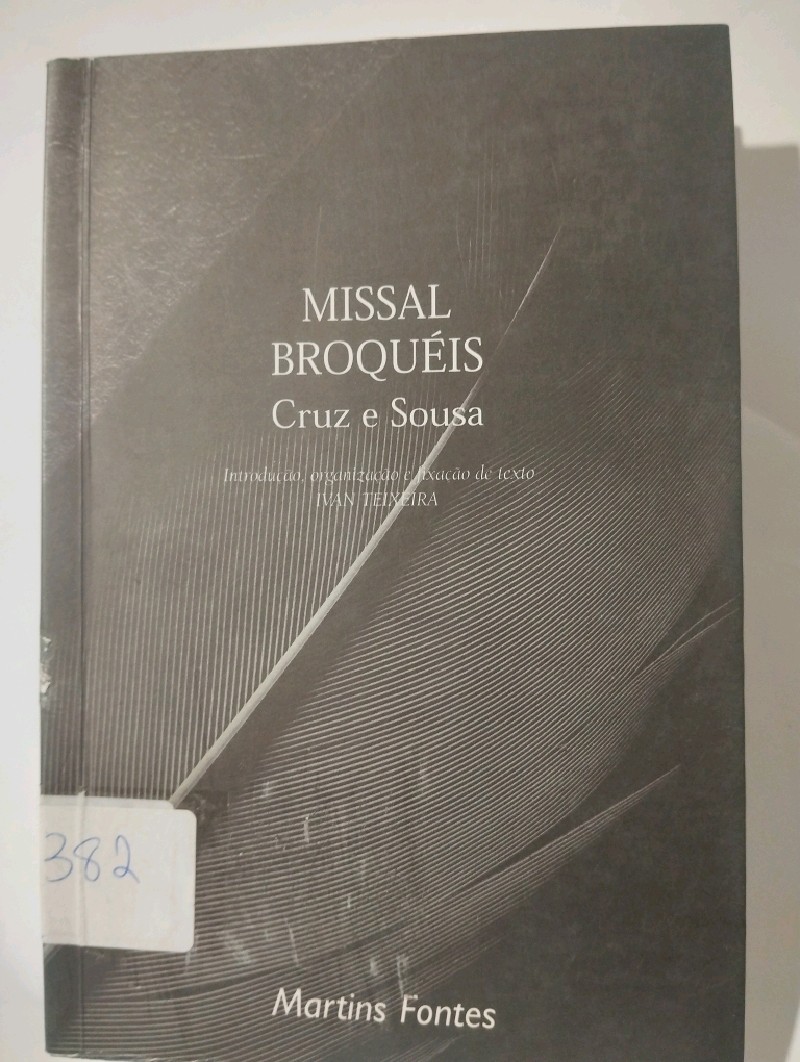 MISSAL
BROQUÉIS
Cruz e Sousa
Introdução, organização e fixação de texto
IVAN TEIXEIRA
382
Martins Fontes